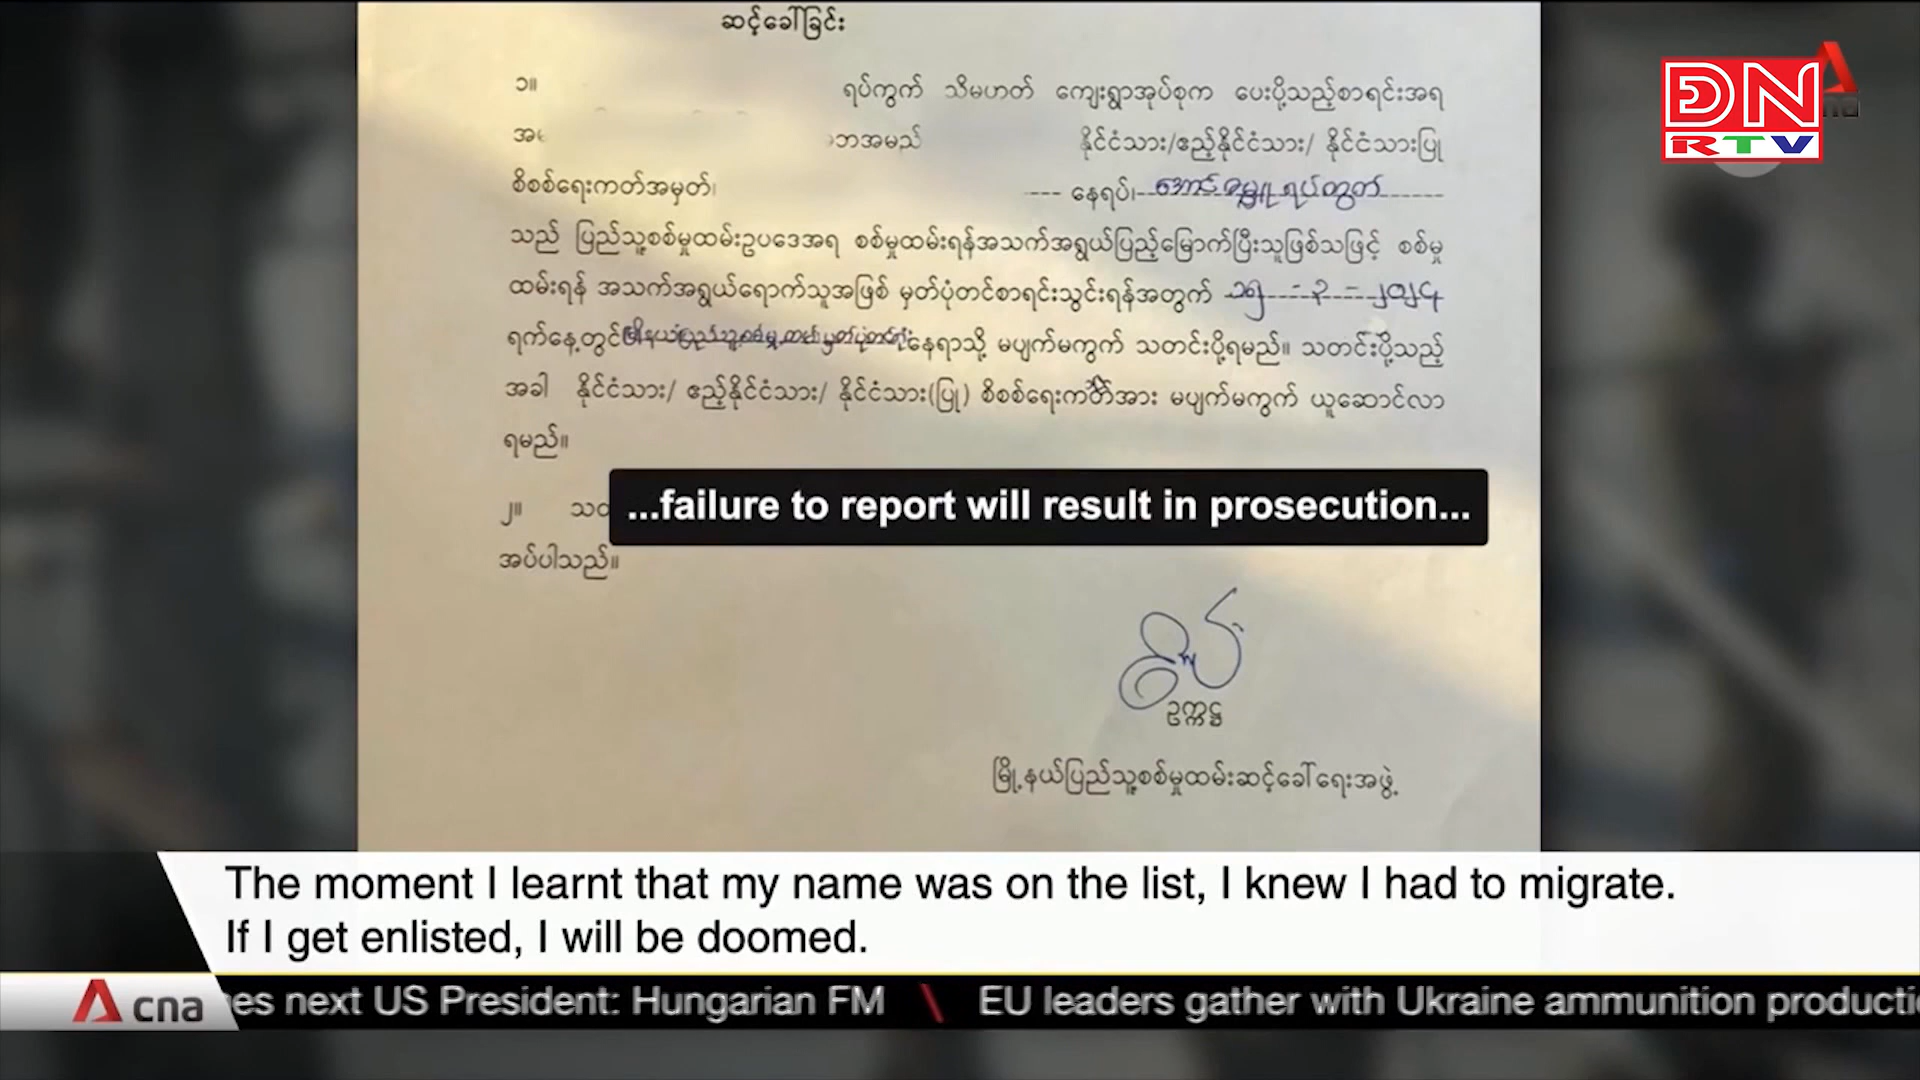 ဆင့်ခေါ်ခြင်း
၁။ ရပ်ကွက် သိမဟတ် ကျေးရွာအုပ်စုက ပေးပို့သည့်စာရင်းအရ
ဘအမည် နိုင်ငံသား/ဧည့်နိုင်ငံသား/ နိုင်ငံသားပြု
စိစစ်ရေးကတ်အမှတ်၊ နေရပ်၊ ရပ်ကွက်
သည် ပြည်သူ့စစ်မှုထမ်းဥပဒေအရ စစ်မှုထမ်းရန်အသက်အရွယ်ပြည့်မြောက်ပြီးသူဖြစ်သဖြင့် စစ်မှု
ထမ်းရန် အသက်အရွယ်ရောက်သူအဖြစ် မှတ်ပုံတင်စာရင်းသွင်းရန်အတွက် - ၃ - ၂၀၂၄
ရက်နေ့တွင် နေရာသို့ မပျက်မကွက် သတင်းပို့ရမည်။ သတင်းပို့သည့်
အခါ နိုင်ငံသား/ ဧည့်နိုင်ငံသား/ နိုင်ငံသား(ပြု) စိစစ်ရေးကတ်အား မပျက်မကွက် ယူဆောင်လာ
ရမည်။
၂။
...failure to report will result in prosecution...
အပ်ပါသည်။
ဥက္ကဋ္ဌ
မြို့နယ်ပြည်သူ့စစ်မှုထမ်းဆင့်ခေါ်ရေးအဖွဲ့
DN
RTV
The moment I learnt that my name was on the list, I knew I had to migrate.
If I get enlisted, I will be doomed.
cna
next US President: Hungarian FM \ EU leaders gather with Ukraine ammunition